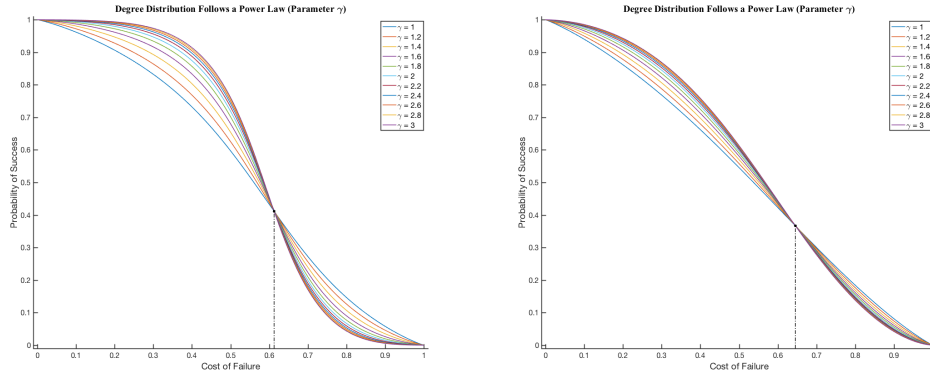 Degree Distribution Follows a Power Law (Parameter γ)
1
0.9
0.8
0.7
0.6
0.5
0.4
0.3
0.2
0.1
0
Probability of Success
γ = 1
γ = 1.2
γ = 1.4
γ = 1.6
γ = 1.8
γ = 2
γ = 2.2
γ = 2.4
γ = 2.6
γ = 2.8
γ = 3
0 0.1 0.2 0.3 0.4 0.5 0.6 0.7 0.8 0.9 1
Cost of Failure
Degree Distribution Follows a Power Law (Parameter γ)
1
0.9
0.8
0.7
0.6
0.5
0.4
0.3
0.2
0.1
0
Probability of Success
γ = 1
γ = 1.2
γ = 1.4
γ = 1.6
γ = 1.8
γ = 2
γ = 2.2
γ = 2.4
γ = 2.6
γ = 2.8
γ = 3
0 0.1 0.2 0.3 0.4 0.5 0.6 0.7 0.8 0.9
Cost of Failure